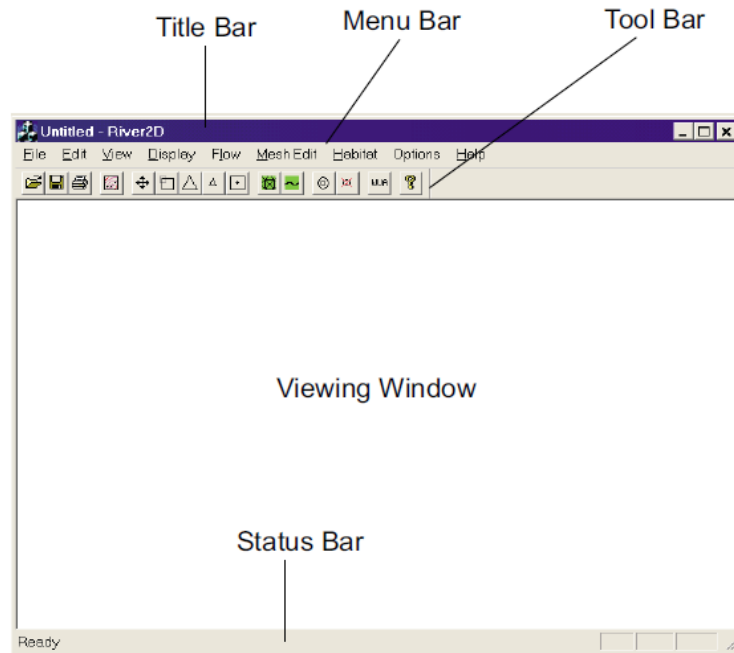 Title Bar Menu Bar Tool Bar
Untitled - River2D
File Edit View Display Flow Mesh Edit Habitat Options Help
Viewing Window
Status Bar
Ready